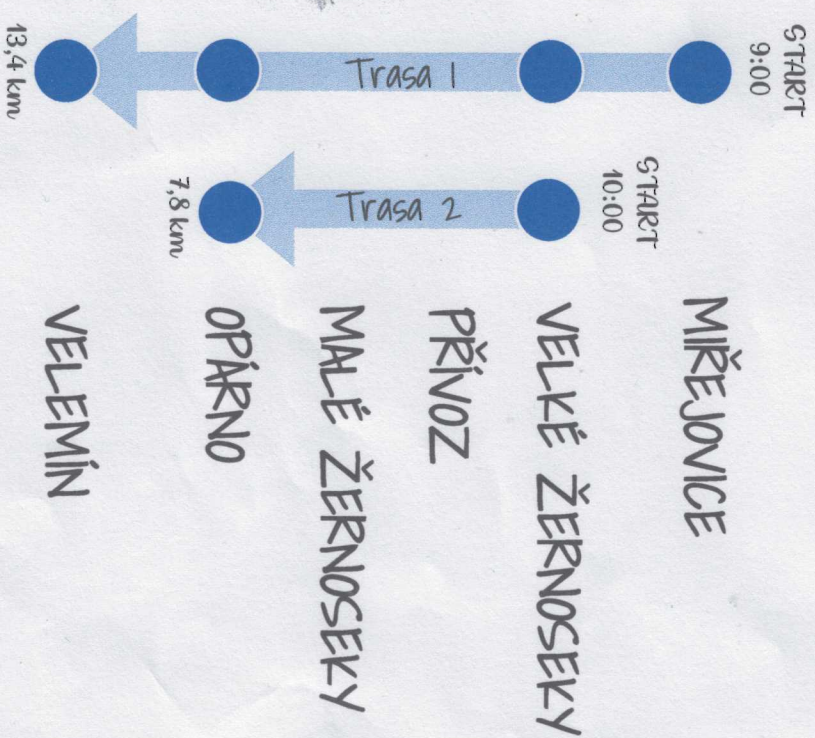 START
9:00
MIŘEJOVICE
START
10:00
VELKÉ ŽERNOSEKY
PŘÍVOZ
Trasa 1
Trasa 2
MALÉ ŽERNOSEKY
OPÁRNO
7,8 km
VELEMÍN
13,4 km